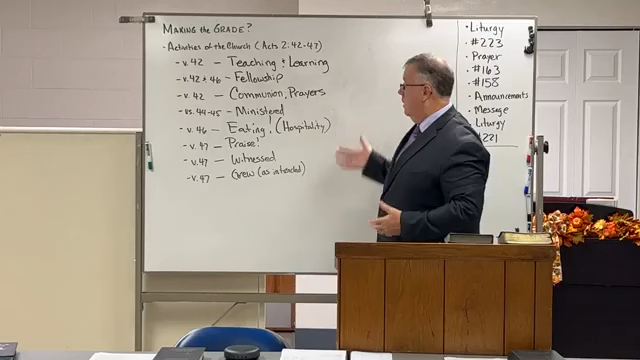 MAKING THE GRADE?
• Activities of the Church (Acts 2:42-47)
- v. 42 — Teaching & Learning
- v. 42 & 46 — Fellowship
- v. 42 — Communion, Prayers
- vs. 44-45 — Ministered
- v. 46 — Eating! (Hospitality)
- v. 47 — Praise!
- v. 47 — Witnessed
- v. 47 — Grew (as intended)
• Liturgy
• #223
• Prayer
• #163
• #158
• Announcements
• Message
• Liturgy
#221